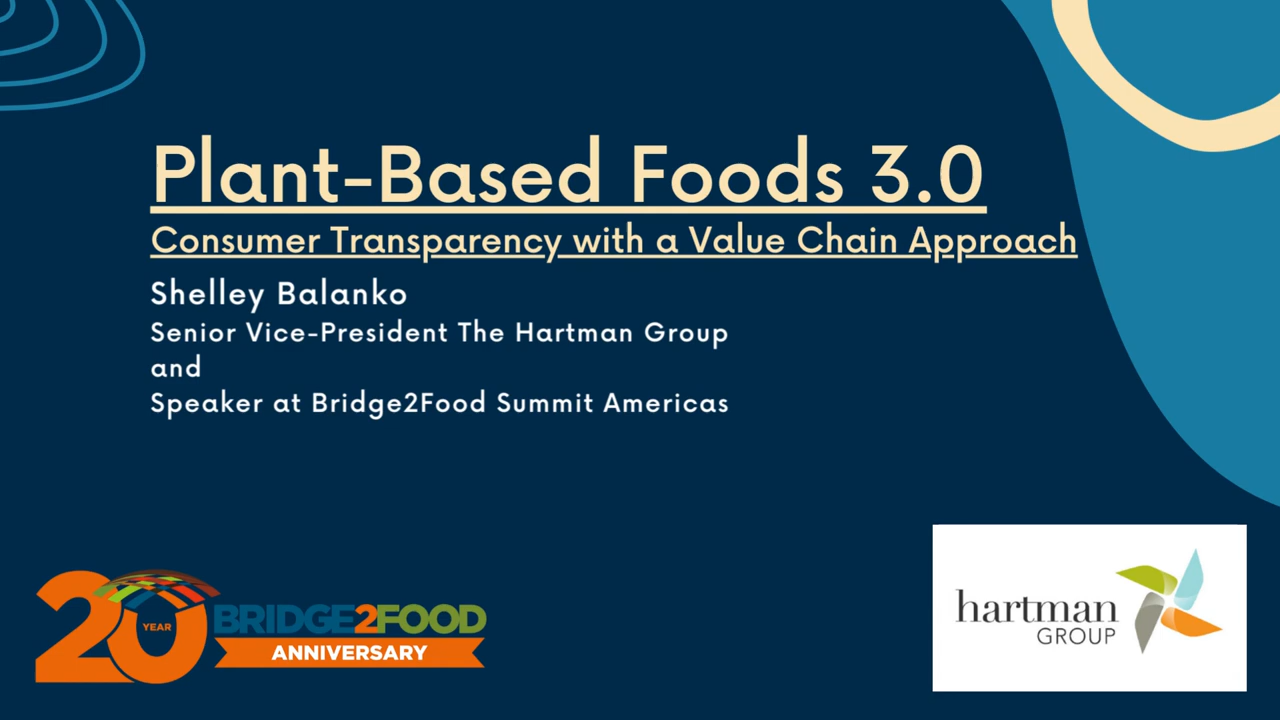 Plant-Based Foods 3.0
Consumer Transparency with a Value Chain Approach
Shelley Balanko
Senior Vice-President The Hartman Group
and
Speaker at Bridge2Food Summit Americas
20 YEAR
BRIDGE2FOOD
ANNIVERSARY
hartman
GROUP